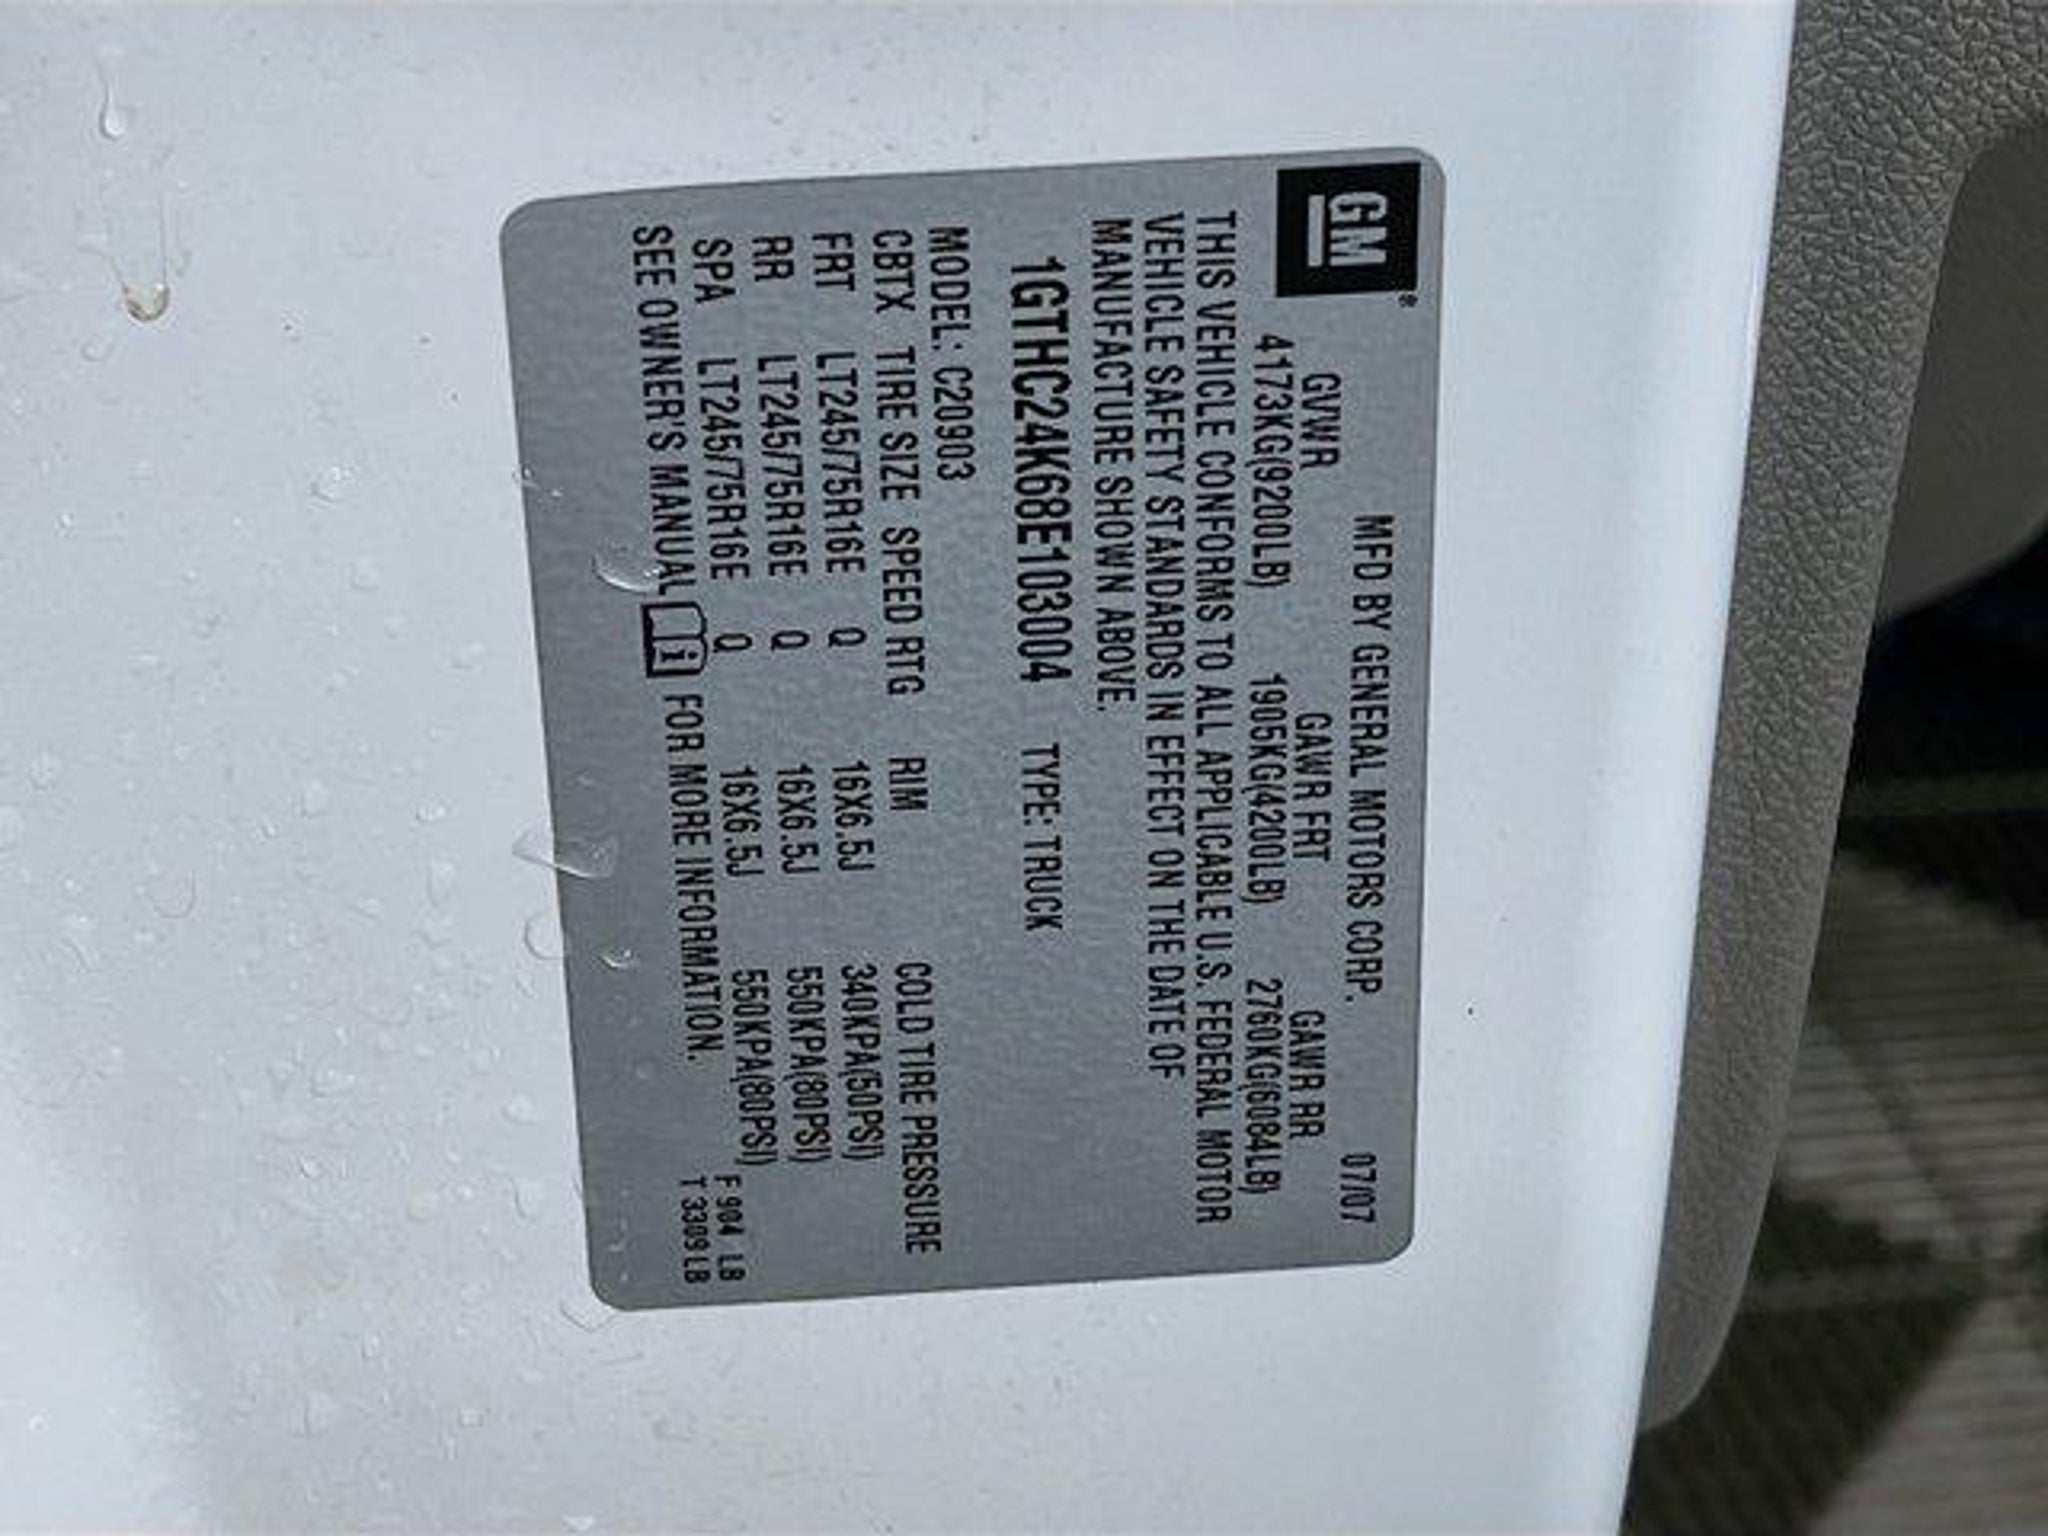 GM®
MFD BY GENERAL MOTORS CORP. 07/07
GVWR GAWR FRT GAWR RR
4173KG(9200LB) 1905KG(4200LB) 2760KG(6084LB)
THIS VEHICLE CONFORMS TO ALL APPLICABLE U.S. FEDERAL MOTOR
VEHICLE SAFETY STANDARDS IN EFFECT ON THE DATE OF
MANUFACTURE SHOWN ABOVE.
1GTHC24K68E103004 TYPE: TRUCK
MODEL: C20903
CBTX TIRE SIZE SPEED RTG RIM COLD TIRE PRESSURE
FRT LT245/75R16E Q 16X6.5J 340KPA(50PSI)
RR LT245/75R16E Q 16X6.5J 550KPA(80PSI)
SPA LT245/75R16E Q 16X6.5J 550KPA(80PSI)
SEE OWNER'S MANUAL i FOR MORE INFORMATION.
F 904 LB
T 3309 LB